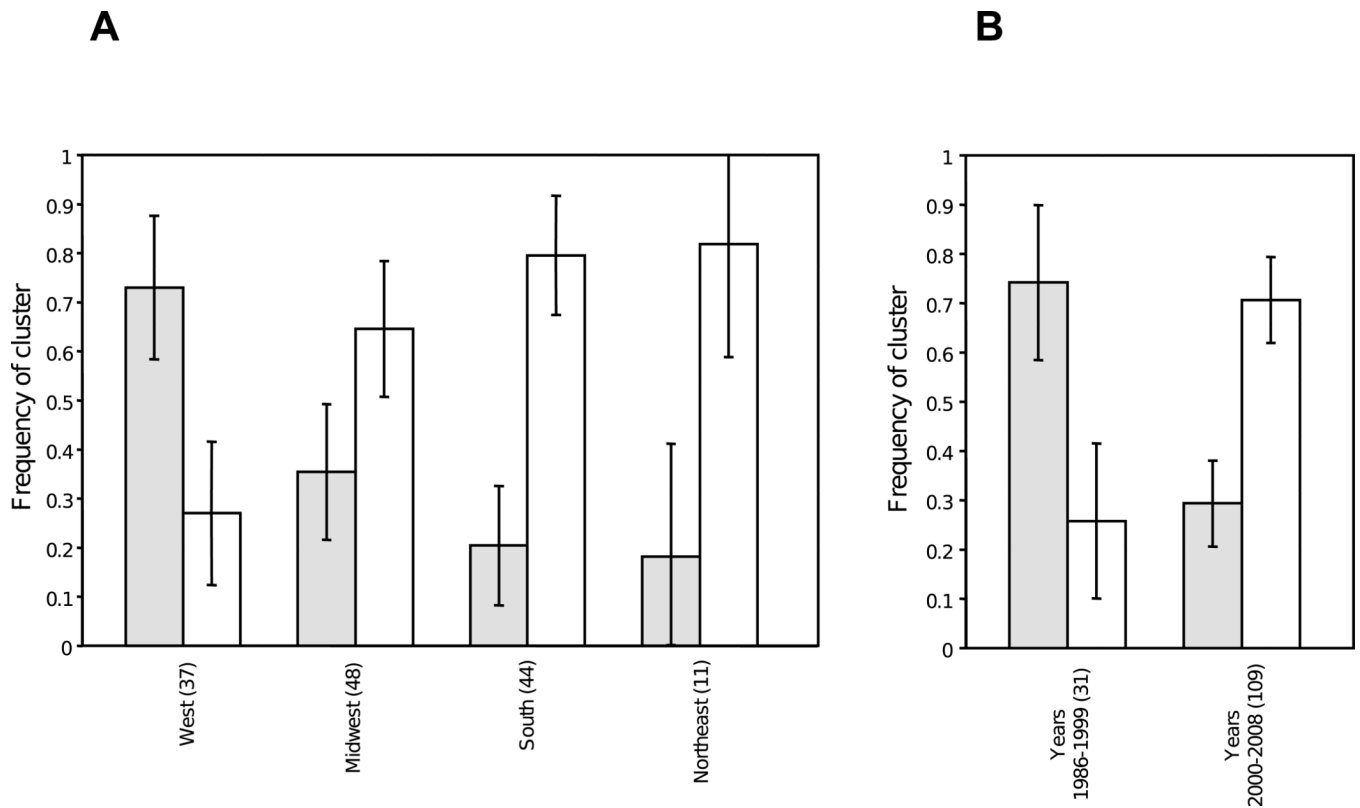 A
B
Frequency of cluster
1
0.9
0.8
0.7
0.6
0.5
0.4
0.3
0.2
0.1
0
West (37)
Midwest (48)
South (44)
Northeast (11)
Frequency of cluster
1
0.9
0.8
0.7
0.6
0.5
0.4
0.3
0.2
0.1
0
Years
1986-1999 (31)
Years
2000-2008 (109)